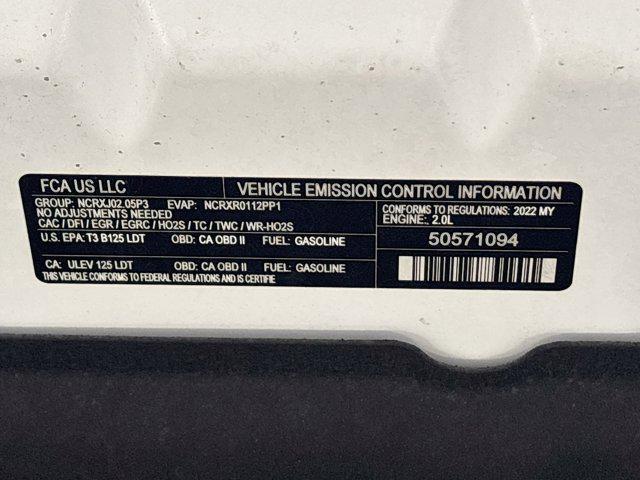 FCA US LLC
VEHICLE EMISSION CONTROL INFORMATION
GROUP: NCRXJ02.05P3 EVAP: NCRXR0112PP1
NO ADJUSTMENTS NEEDED
CAC / DFI / EGR / EGRC / HO2S / TC / TWC / WR-HO2S
U.S. EPA: T3 B125 LDT OBD: CA OBD II FUEL: GASOLINE
CA: ULEV 125 LDT OBD: CA OBD II FUEL: GASOLINE
THIS VEHICLE CONFORMS TO FEDERAL REGULATIONS AND IS CERTIFIE
CONFORMS TO REGULATIONS: 2022 MY
ENGINE: 2.0L
50571094